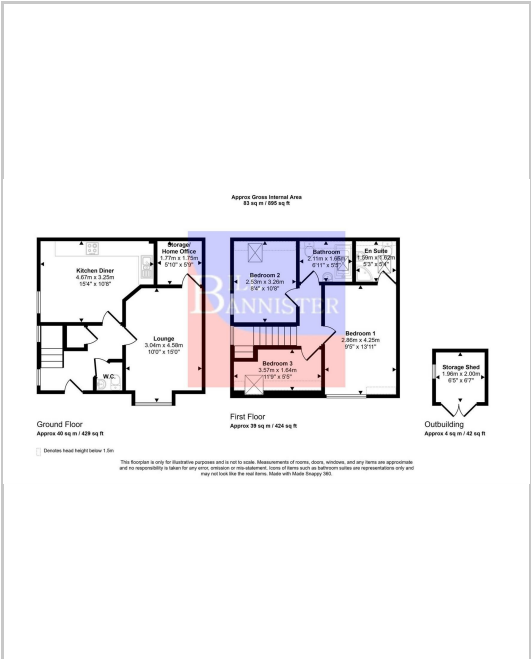 Approx Gross Internal Area
83 sq m / 895 sq ft
Kitchen Diner
4.67m x 3.25m
15'4" x 10'8"
Storage/
Home Office
1.77m x 1.75m
5'10" x 5'9"
Lounge
3.04m x 4.58m
10'0" x 15'0"
W.C.
Ground Floor
Approx 40 sq m / 429 sq ft
Denotes head height below 1.5m
Bedroom 2
2.53m x 3.26m
8'4" x 10'8"
Bathroom
2.11m x 1.66m
6'11" x 5'5"
En Suite
1.59m x 1.62m
5'3" x 5'4"
Bedroom 1
2.86m x 4.25m
9'5" x 13'11"
Bedroom 3
3.57m x 1.64m
11'9" x 5'5"
BANNISTER
First Floor
Approx 39 sq m / 424 sq ft
Storage Shed
1.96m x 2.00m
6'5" x 6'7"
Outbuilding
Approx 4 sq m / 42 sq ft
This floorplan is only for illustrative purposes and is not to scale. Measurements of rooms, doors, windows, and any items are approximate
and no responsibility is taken for any error, omission or mis-statement. Icons of items such as bathroom suites are representations only and
may not look like the real items. Made with Made Snappy 360.